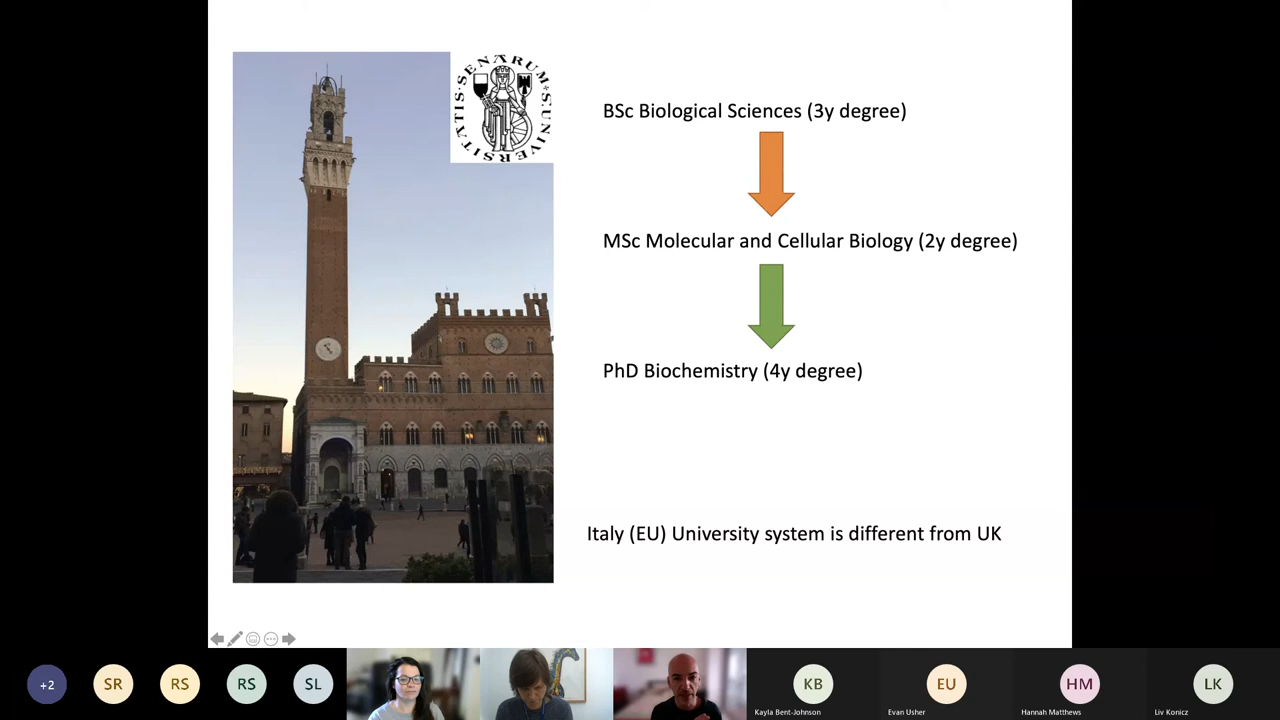 UNIVERSITATIS SENARUM S.
BSc Biological Sciences (3y degree)
MSc Molecular and Cellular Biology (2y degree)
PhD Biochemistry (4y degree)
Italy (EU) University system is different from UK
+2
SR
RS
RS
SL
KB
Kayla Bent-Johnson
EU
Evan Usher
HM
Hannah Matthews
LK
Liv Konicz